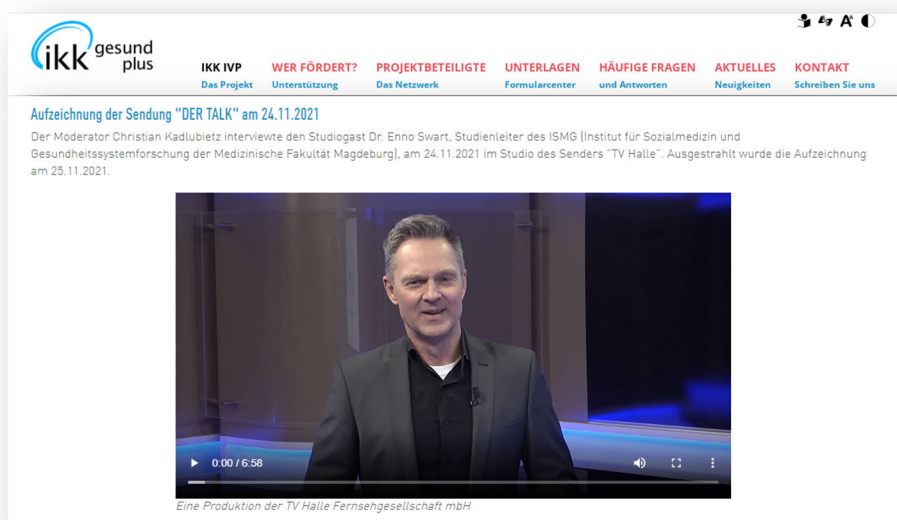 ikk gesund
plus
IKK IVP
Das Projekt
WER FÖRDERT?
Unterstützung
PROJEKTBETEILIGTE
Das Netzwerk
UNTERLAGEN
Formularcenter
HÄUFIGE FRAGEN
und Antworten
AKTUELLES
Neuigkeiten
KONTAKT
Schreiben Sie uns
Aufzeichnung der Sendung "DER TALK" am 24.11.2021
Der Moderator Christian Kadlubietz interviewte den Studiogast Dr. Enno Swart, Studienleiter des ISMG (Institut für Sozialmedizin und
Gesundheitssystemforschung der Medizinische Fakultät Magdeburg), am 24.11.2021 im Studio des Senders "TV Halle". Ausgestrahlt wurde die Aufzeichnung
am 25.11.2021.
0:00 / 6:58
Eine Produktion der TV Halle Fernsehgesellschaft mbH